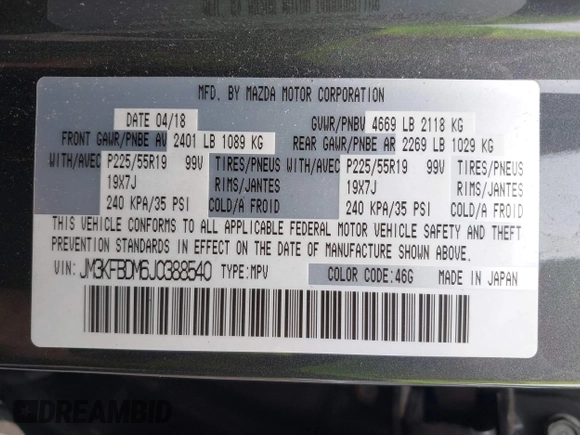 MFD. BY MAZDA MOTOR CORPORATION
DATE 04/18 GVWR/PNBV 4669 LB 2118 KG
FRONT GAWR/PNBE AV 2401 LB 1089 KG REAR GAWR/PNBE AR 2269 LB 1029 KG
WITH/AVEC P225/55R19 99V TIRES/PNEUS WITH/AVEC P225/55R19 99V TIRES/PNEUS
19X7J RIMS/JANTES 19X7J RIMS/JANTES
240 KPA/35 PSI COLD/A FROID 240 KPA/35 PSI COLD/A FROID
THIS VEHICLE CONFORMS TO ALL APPLICABLE FEDERAL MOTOR VEHICLE SAFETY AND THEFT
PREVENTION STANDARDS IN EFFECT ON THE DATE OF MANUFACTURE SHOWN ABOVE.
VIN: JM3KFBDM6J0388540 TYPE:MPV COLOR CODE:46G MADE IN JAPAN
DREAMBID